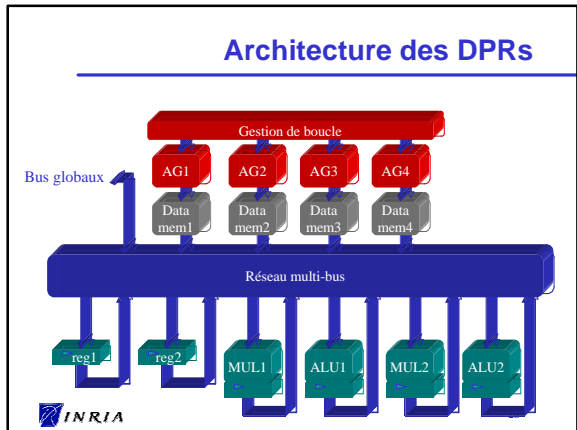 Architecture des DPRs
Gestion de boucle
Bus globaux
AG1 AG2 AG3 AG4
Data Data Data Data
mem1 mem2 mem3 mem4
Réseau multi-bus
reg1 reg2
MUL1 ALU1 MUL2 ALU2
INRIA